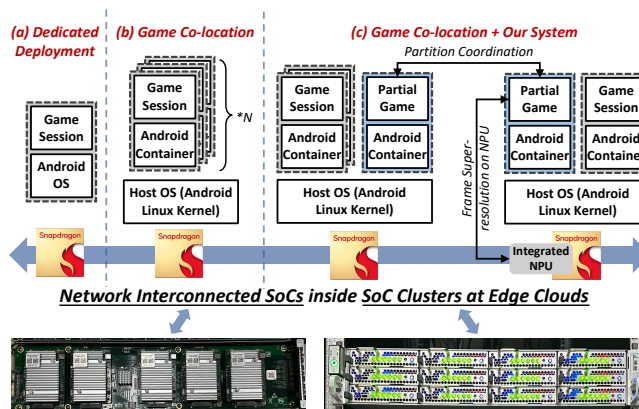 (a) Dedicated
Deployment
Game
Session
Android
OS
Snapdragon
(b) Game Co-location
Game
Session
Android
Container
*N
Host OS (Android
Linux Kernel)
Snapdragon
(c) Game Co-location + Our System
Partition Coordination
Game
Session
Android
Container
Partial
Game
Android
Container
Host OS (Android
Linux Kernel)
Snapdragon
Frame Super-
resolution on NPU
Partial
Game
Android
Container
Game
Session
Android
Container
Host OS (Android
Linux Kernel)
Snapdragon
Integrated
NPU
Network Interconnected SoCs inside SoC Clusters at Edge Clouds